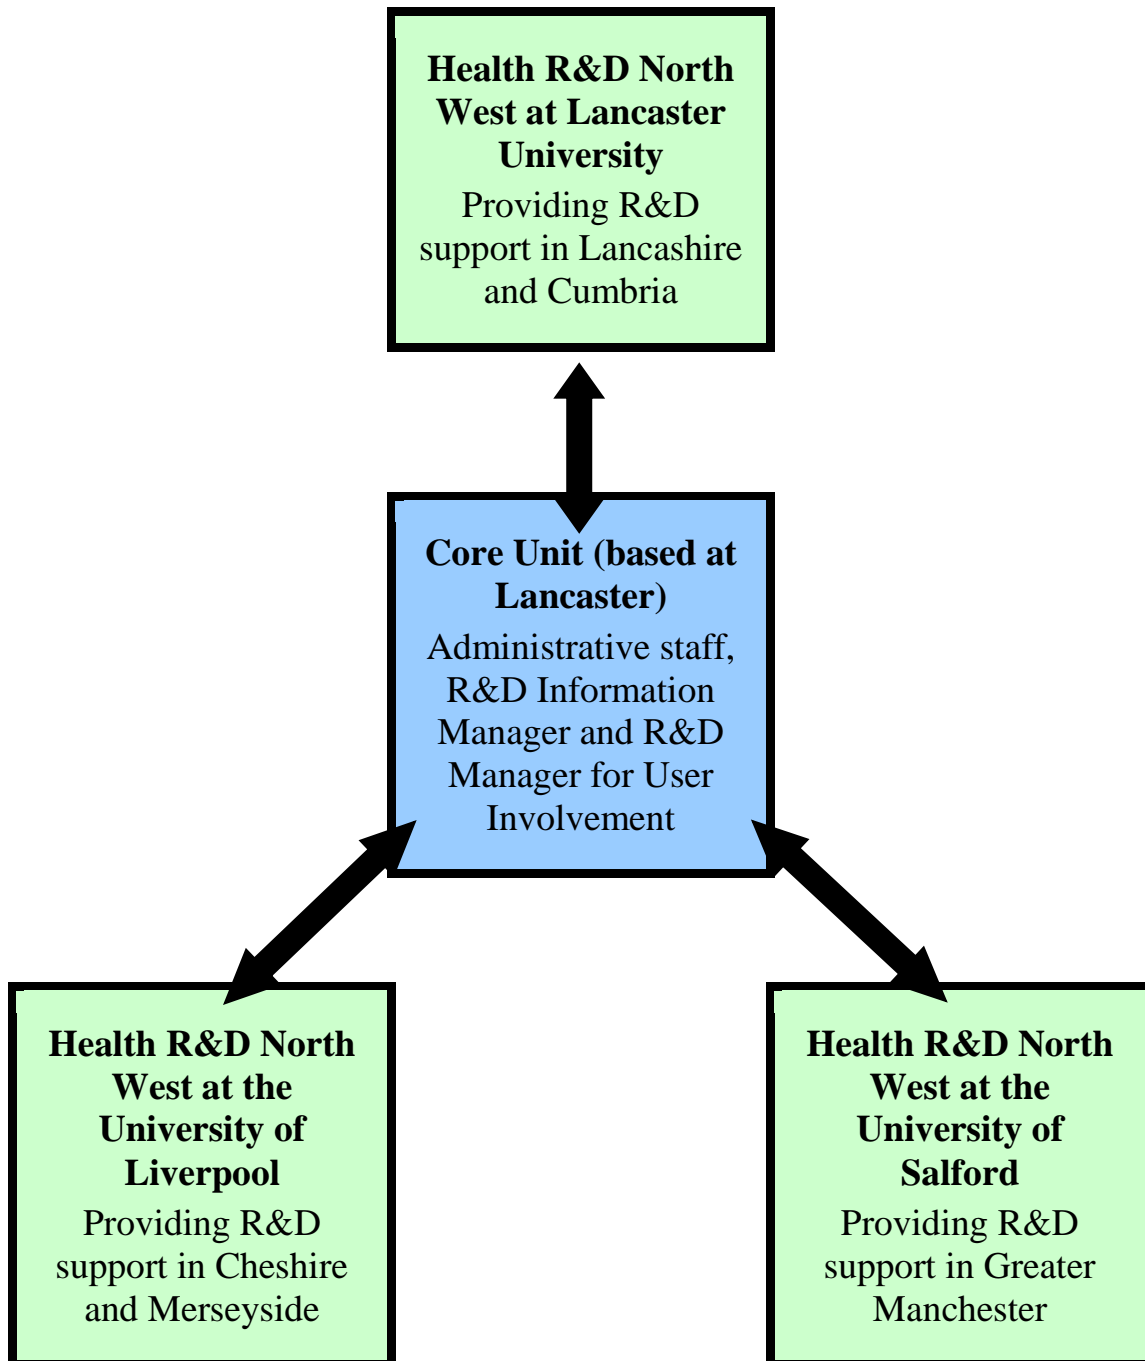 Health R&D North
West at Lancaster
University
Providing R&D
support in Lancashire
and Cumbria
Core Unit (based at
Lancaster)
Administrative staff,
R&D Information
Manager and R&D
Manager for User
Involvement
Health R&D North
West at the
University of
Liverpool
Providing R&D
support in Cheshire
and Merseyside
Health R&D North
West at the
University of
Salford
Providing R&D
support in Greater
Manchester